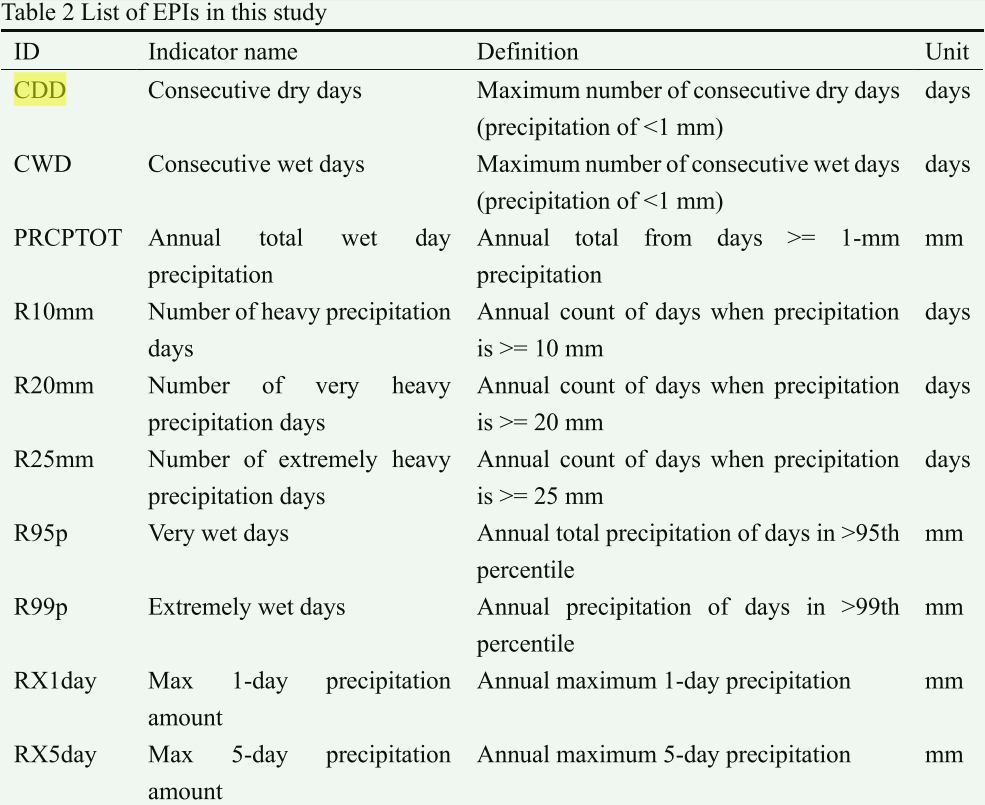 Table 2 List of EPIs in this study
ID Indicator name Definition Unit
CDD Consecutive dry days Maximum number of consecutive dry days days
(precipitation of <1 mm)
CWD Consecutive wet days Maximum number of consecutive wet days days
(precipitation of <1 mm)
PRCPTOT Annual total wet day Annual total from days >= 1-mm mm
precipitation precipitation
R10mm Number of heavy precipitation Annual count of days when precipitation days
days is >= 10 mm
R20mm Number of very heavy Annual count of days when precipitation days
precipitation days is >= 20 mm
R25mm Number of extremely heavy Annual count of days when precipitation days
precipitation days is >= 25 mm
R95p Very wet days Annual total precipitation of days in >95th mm
percentile
R99p Extremely wet days Annual precipitation of days in >99th mm
percentile
RX1day Max 1-day precipitation Annual maximum 1-day precipitation mm
amount
RX5day Max 5-day precipitation Annual maximum 5-day precipitation mm
amount